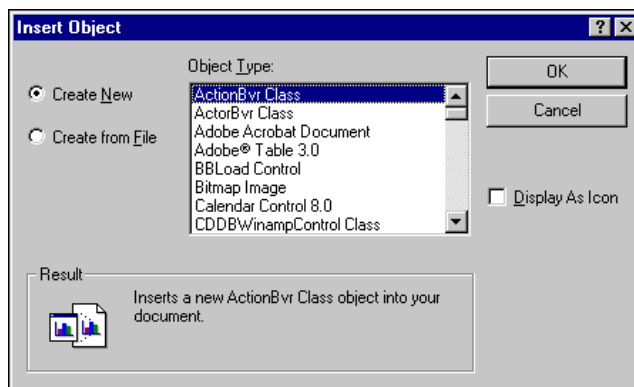 Insert Object
Object Type:
Create New
Create from File
ActionBvr Class
ActorBvr Class
Adobe Acrobat Document
Adobe® Table 3.0
BBLoad Control
Bitmap Image
Calendar Control 8.0
CDDBWinampControl Class
OK
Cancel
Display As Icon
Result
Inserts a new ActionBvr Class object into your
document.